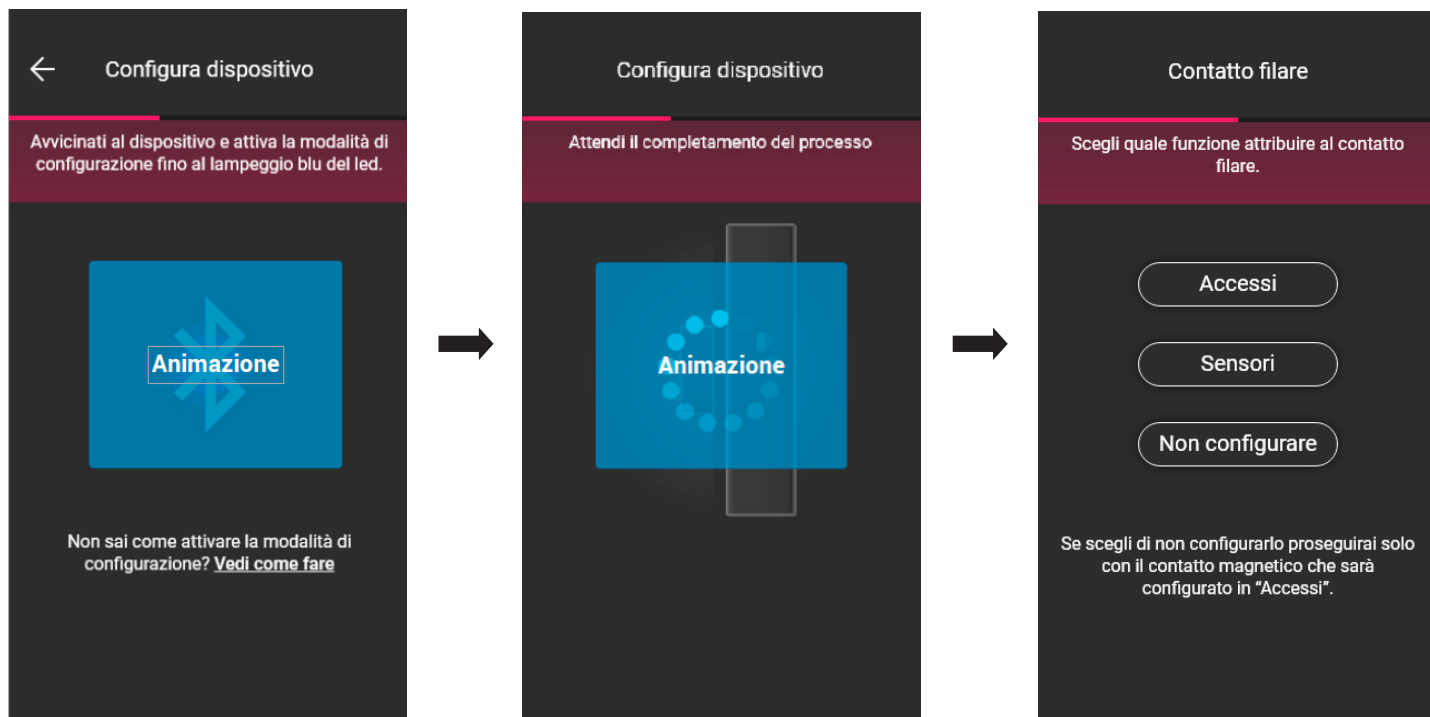 Configura dispositivo
Avvicinati al dispositivo e attiva la modalità di
configurazione fino al lampeggio blu del led.
Animazione
Non sai come attivare la modalità di
configurazione? Vedi come fare
Configura dispositivo
Attendi il completamento del processo
Animazione
Contatto filare
Scegli quale funzione attribuire al contatto
filare.
Accessi
Sensori
Non configurare
Se scegli di non configurarlo proseguirai solo
con il contatto magnetico che sarà
configurato in “Accessi”.